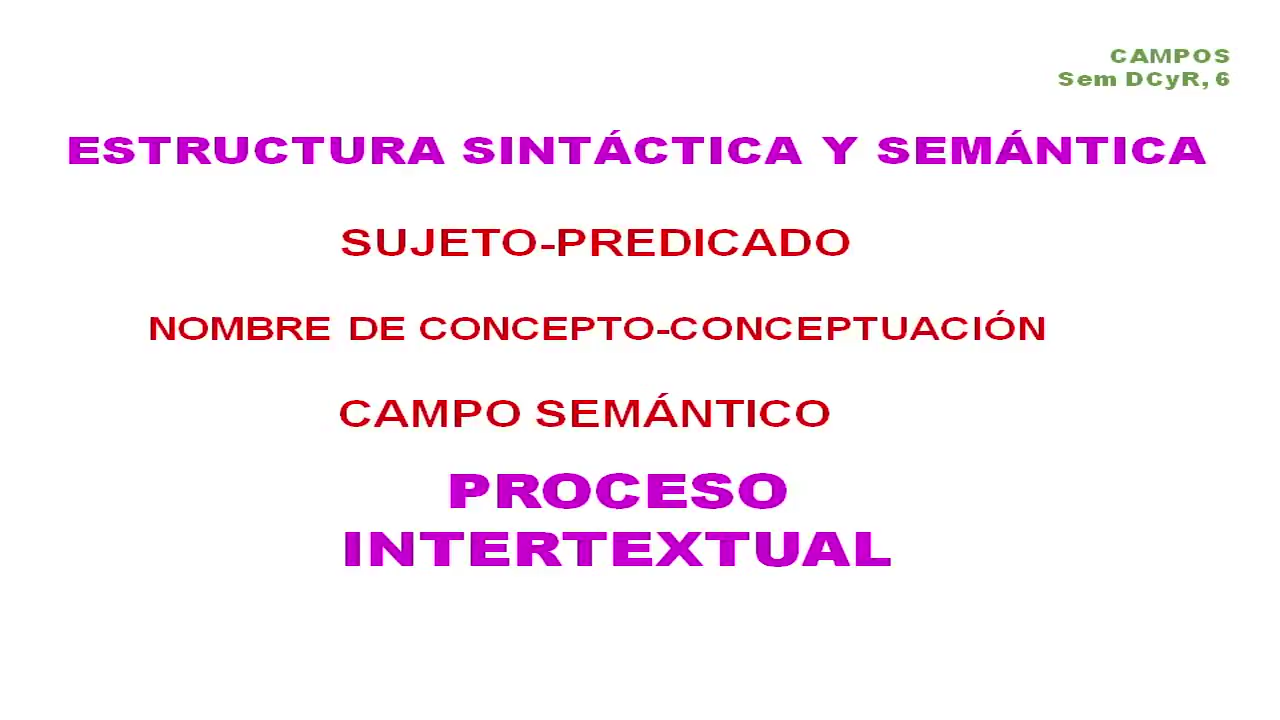 CAMPOS
Sem DCyR, 6
ESTRUCTURA SINTÁCTICA Y SEMÁNTICA
SUJETO-PREDICADO
NOMBRE DE CONCEPTO-CONCEPTUACIÓN
CAMPO SEMÁNTICO
PROCESO
INTERTEXTUAL